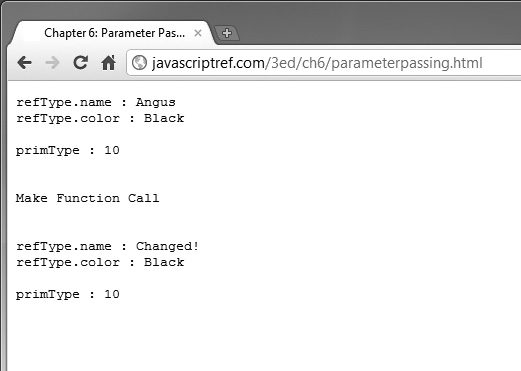 Chapter 6: Parameter Pas...
javascriptref.com/3ed/ch6/parameterpassing.html
refType.name : Angus
refType.color : Black
primType : 10
Make Function Call
refType.name : Changed!
refType.color : Black
primType : 10